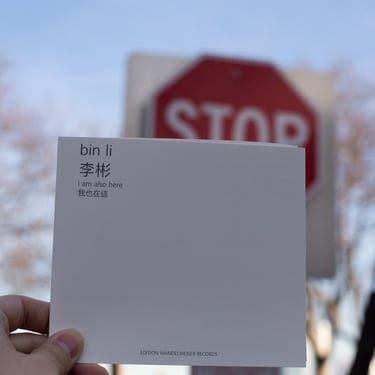 STOP
bin li
李彬
i am also here
我也在這
EDITION WANDELWEISER RECORDS